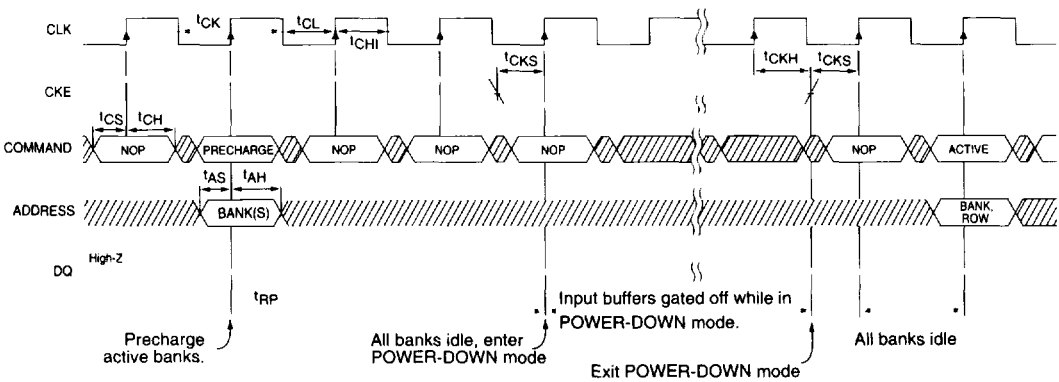 CLK
tCK
tCL
tCHI
tCKS
tCKH
tCKS
CKE
tCS
tCH
COMMAND
NOP
PRECHARGE
NOP
NOP
NOP
NOP
ACTIVE
tAS
tAH
ADDRESS
BANK(S)
BANK,
ROW
DQ
High-Z
tRP
Precharge
active banks.
All banks idle, enter
POWER-DOWN mode
Input buffers gated off while in
POWER-DOWN mode.
Exit POWER-DOWN mode
All banks idle